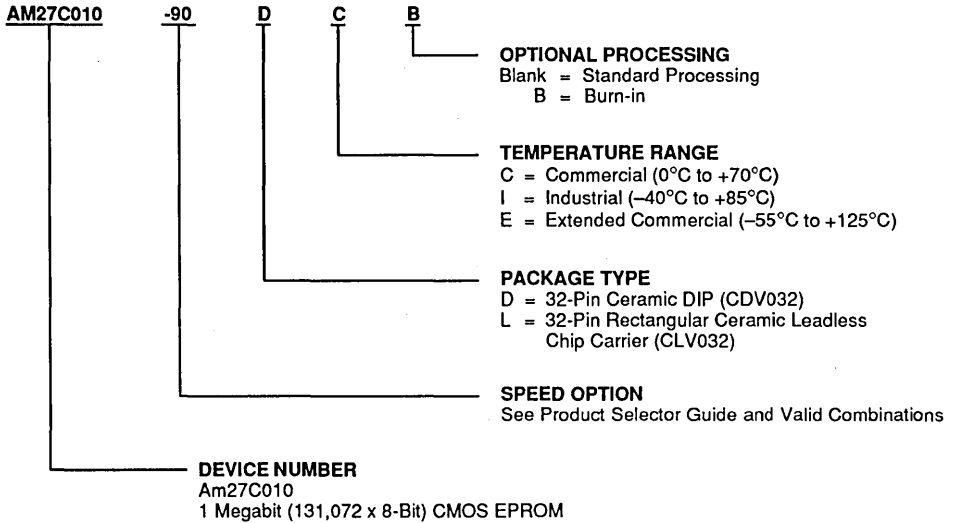 AM27C010 -90 D C B
OPTIONAL PROCESSING
Blank = Standard Processing
B = Burn-in
TEMPERATURE RANGE
C = Commercial (0°C to +70°C)
I = Industrial (–40°C to +85°C)
E = Extended Commercial (–55°C to +125°C)
PACKAGE TYPE
D = 32-Pin Ceramic DIP (CDV032)
L = 32-Pin Rectangular Ceramic Leadless
Chip Carrier (CLV032)
SPEED OPTION
See Product Selector Guide and Valid Combinations
DEVICE NUMBER
Am27C010
1 Megabit (131,072 x 8-Bit) CMOS EPROM